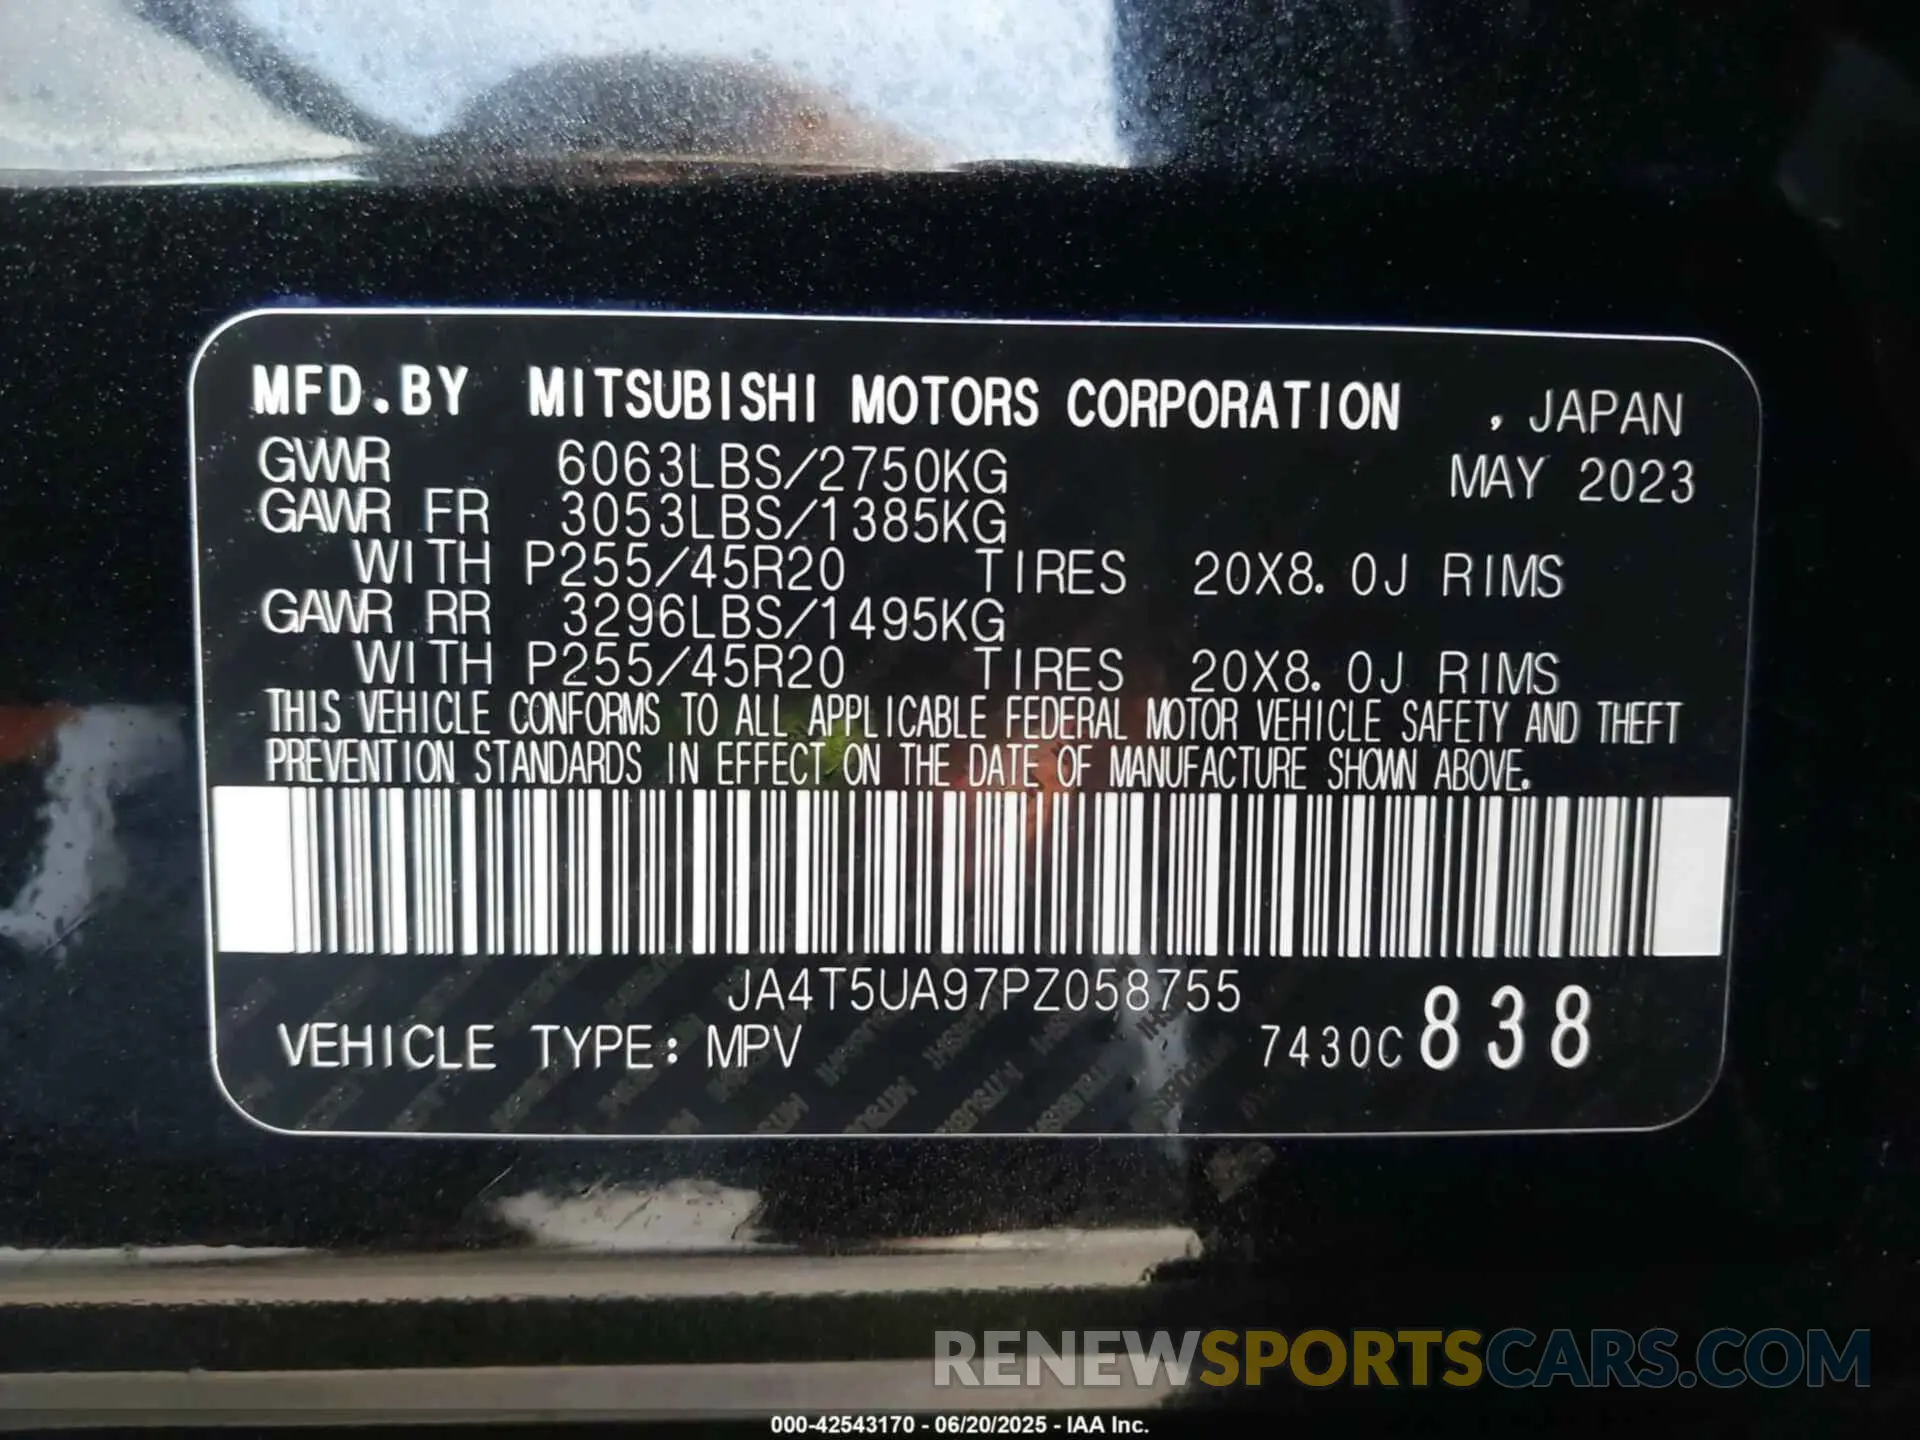 MFD.BY MITSUBISHI MOTORS CORPORATION , JAPAN
GVWR 6063LBS/2750KG MAY 2023
GAWR FR 3053LBS/1385KG
WITH P255/45R20 TIRES 20X8.0J RIMS
GAWR RR 3296LBS/1495KG
WITH P255/45R20 TIRES 20X8.0J RIMS
THIS VEHICLE CONFORMS TO ALL APPLICABLE FEDERAL MOTOR VEHICLE SAFETY AND THEFT
PREVENTION STANDARDS IN EFFECT ON THE DATE OF MANUFACTURE SHOWN ABOVE.
JA4T5UA97PZ058755
VEHICLE TYPE: MPV 7430C 838
RENEWSPORTSCARS.COM
000-42543170 - 06/20/2025 - IAA Inc.